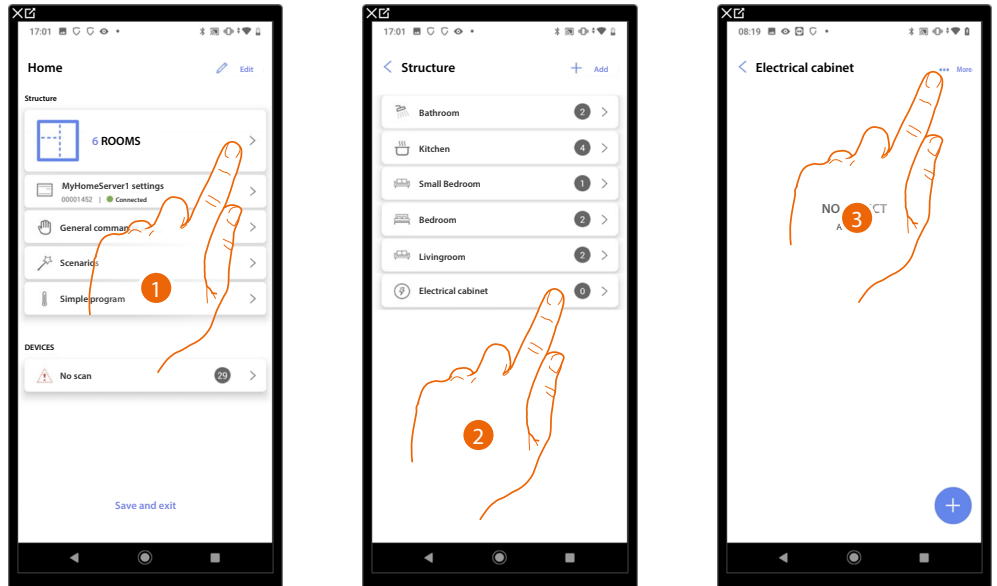 17:01
Home
Edit
Structure
6 ROOMS
MyHomeServer1 settings
00001452 | Connected
General comman
Scenarios
Simple program
1
DEVICES
No scan 29
Save and exit
17:01
Structure
Add
Bathroom 2
Kitchen 4
Small Bedroom 1
Bedroom 2
Livingroom 2
Electrical cabinet 0
2
08:19
Electrical cabinet
More
NO CT
3
A